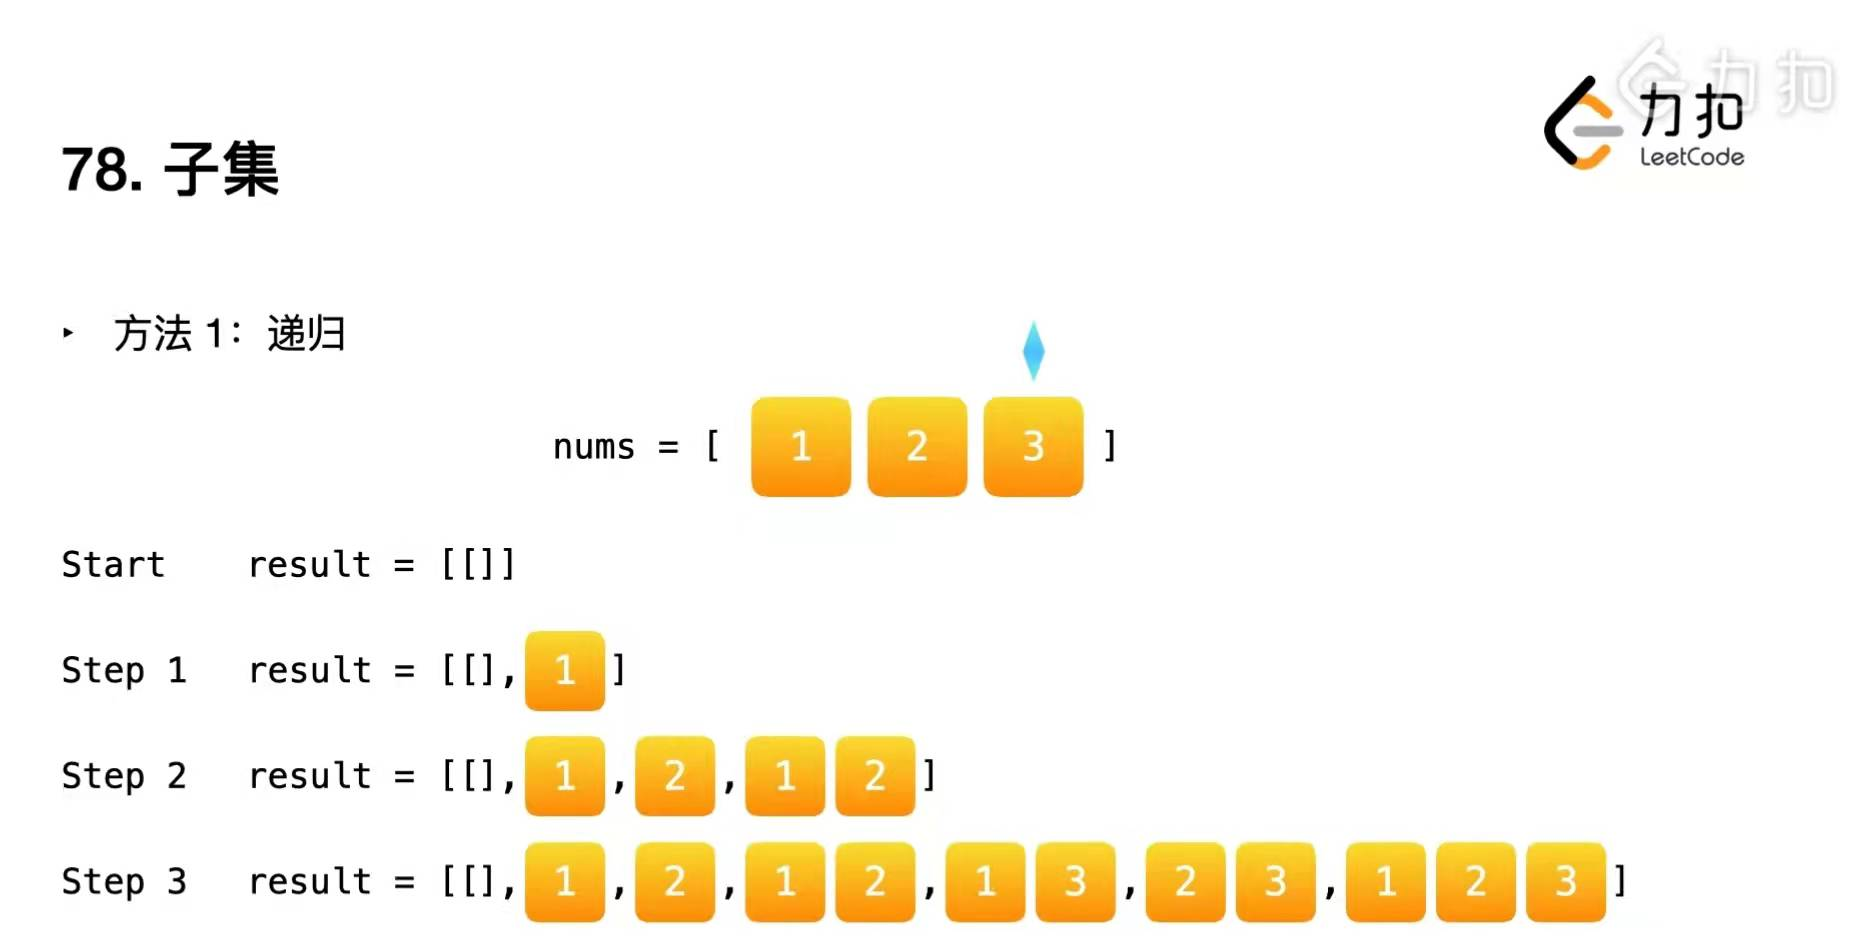 力扣
力扣
LeetCode
78. 子集
‣ 方法 1：递归
nums = [ 1 2 3 ]
Start result = [[]]
Step 1 result = [[], 1 ]
Step 2 result = [[], 1 , 2 , 1 2 ]
Step 3 result = [[], 1 , 2 , 1 2 , 1 3 , 2 3 , 1 2 3 ]